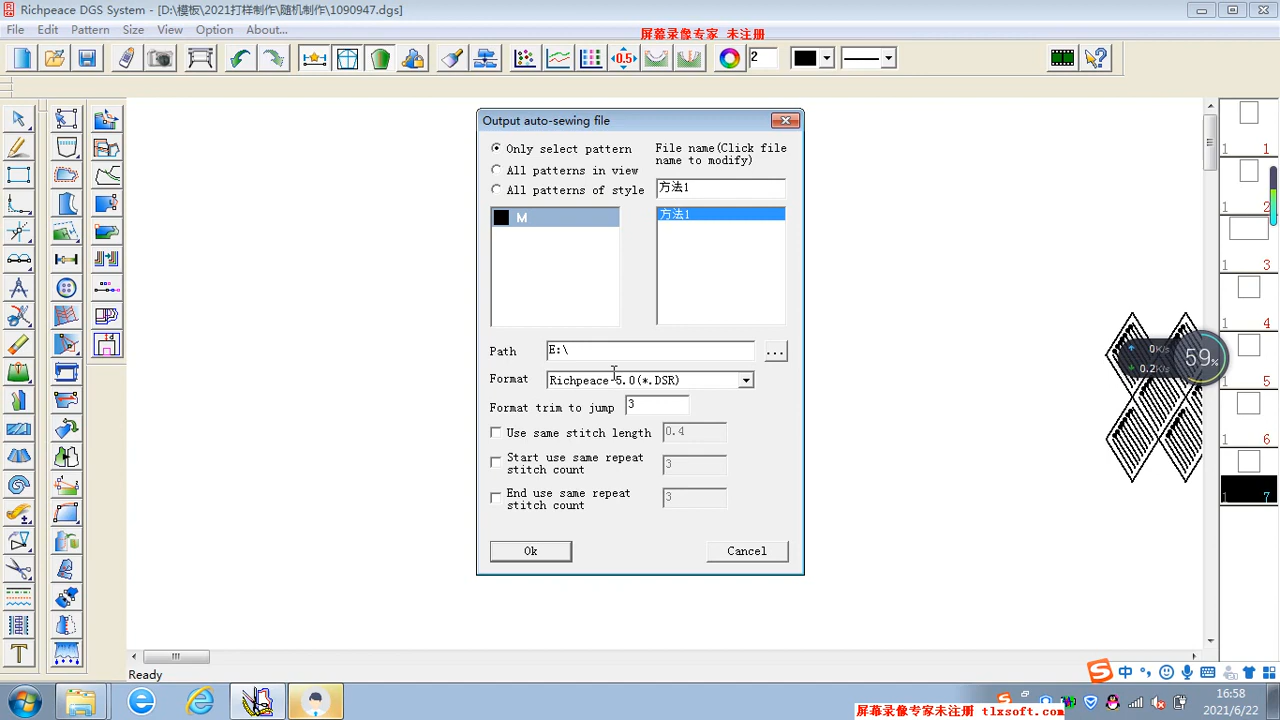 Richpeace DGS System - [D:\模板\2021打样制作\随机制作\1090947.dgs]
File Edit Pattern Size View Option About...
屏幕录像专家 未注册
0.5
2
Output auto-sewing file
Only select pattern
All patterns in view
All patterns of style
File name(Click file
name to modify)
方法1
M
方法1
Path
E:\
...
Format
Richpeace 5.0(*.DSR)
Format trim to jump
3
Use same stitch length
0.4
Start use same repeat
stitch count
3
End use same repeat
stitch count
3
Ok
Cancel
0K/s
0.2K/s
59%
1 1
1 2
1 3
1 4
1 5
1 6
1 7
T
Ready
中
16:58
2021/6/22
屏幕录像专家未注册 tlxsoft.com